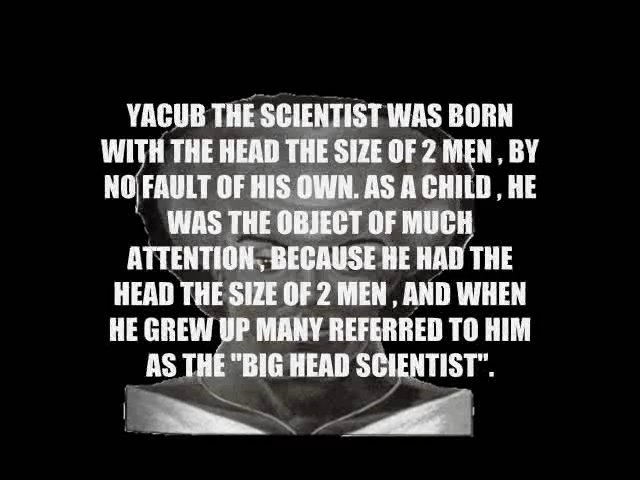 YACUB THE SCIENTIST WAS BORN
WITH THE HEAD THE SIZE OF 2 MEN , BY
NO FAULT OF HIS OWN. AS A CHILD , HE
WAS THE OBJECT OF MUCH
ATTENTION , BECAUSE HE HAD THE
HEAD THE SIZE OF 2 MEN , AND WHEN
HE GREW UP MANY REFERRED TO HIM
AS THE "BIG HEAD SCIENTIST".